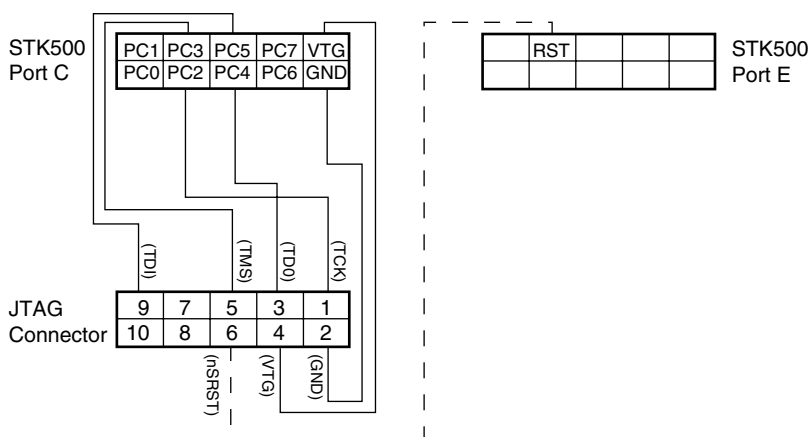 STK500
Port C
PC1 PC3 PC5 PC7 VTG
PC0 PC2 PC4 PC6 GND
RST
STK500
Port E
(TDI)
(TMS)
(TD0)
(TCK)
JTAG
Connector
9 7 5 3 1
10 8 6 4 2
(nSRST)
(VTG)
(GND)